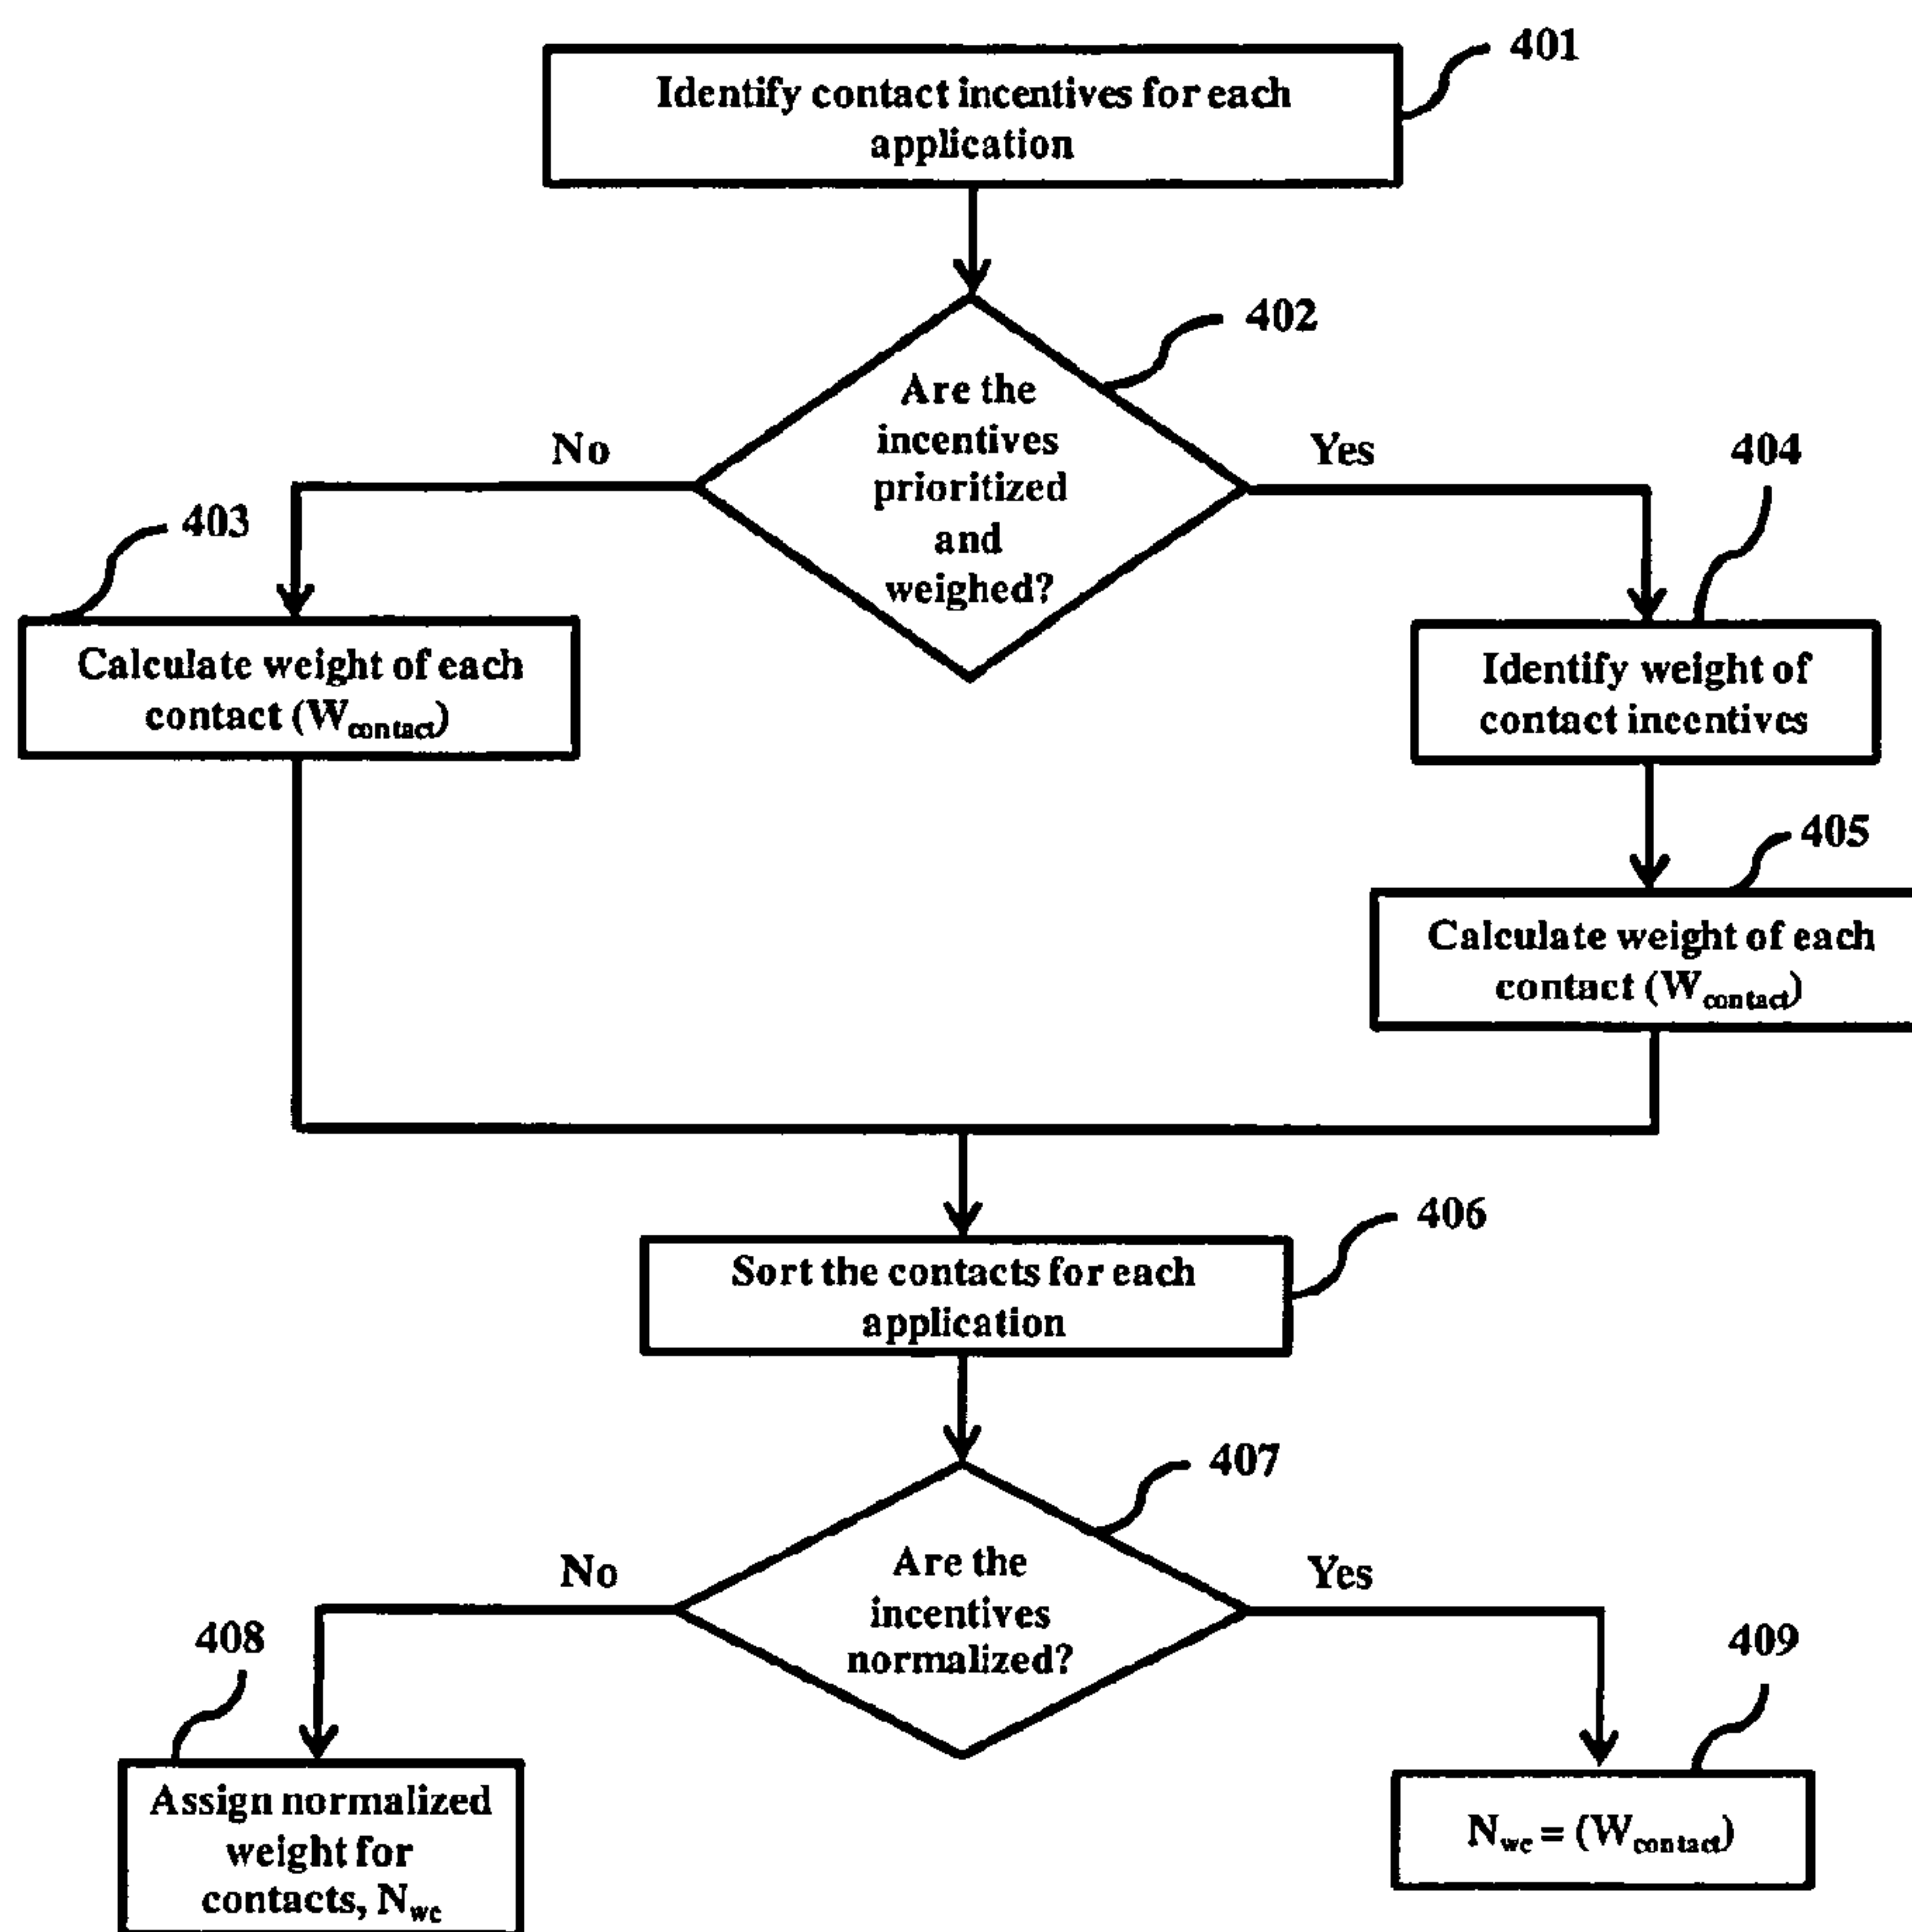 401
Identify contact incentives for each
application
402
Are the
incentives
prioritized
and
weighed?
No
Yes
403
404
Calculate weight of each
contact (Wcontact)
Identify weight of
contact incentives
405
Calculate weight of each
contact (Wcontact)
406
Sort the contacts for each
application
407
Are the
incentives
normalized?
No
Yes
408
409
Assign normalized
weight for
contacts, Nwc
Nwc = (Wcontact)